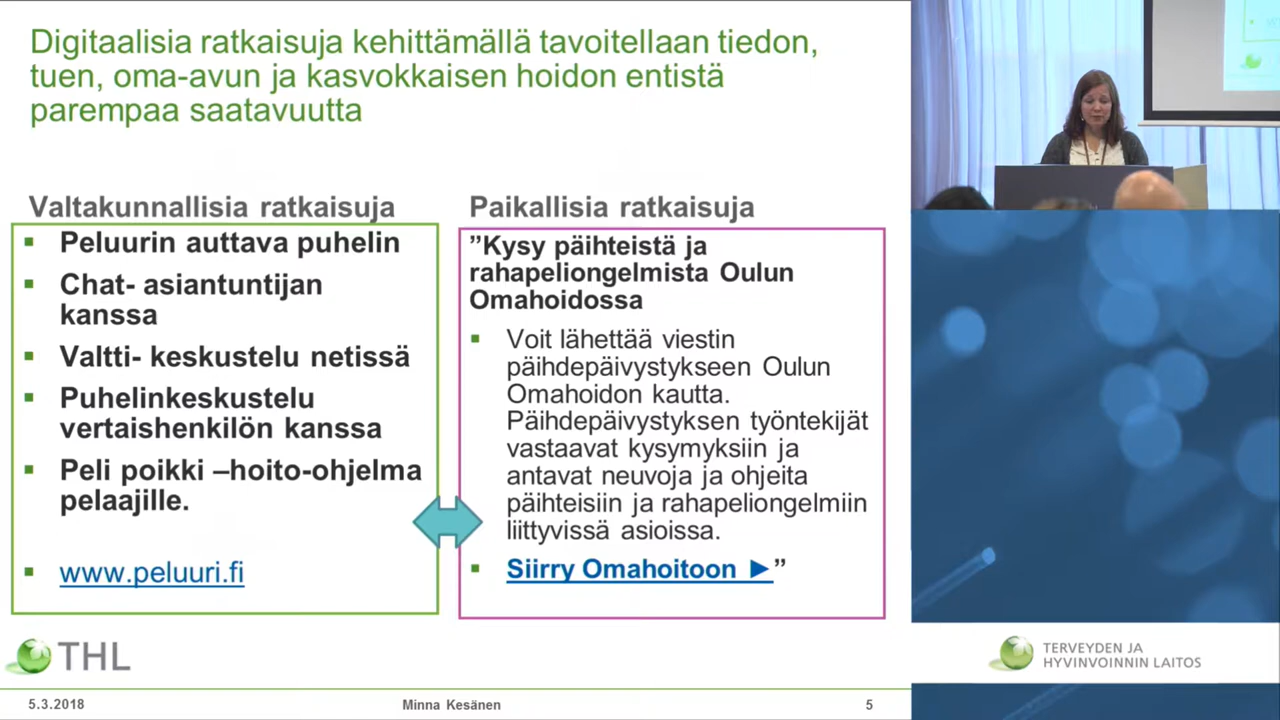 Digitaalisia ratkaisuja kehittämällä tavoitellaan tiedon,
tuen, oma-avun ja kasvokkaisen hoidon entistä
parempaa saatavuutta
Valtakunnallisia ratkaisuja
▪ Peluurin auttava puhelin
▪ Chat- asiantuntijan
kanssa
▪ Valtti- keskustelu netissä
▪ Puhelinkeskustelu
vertaishenkilön kanssa
▪ Peli poikki –hoito-ohjelma
pelaajille.
▪ www.peluuri.fi
Paikallisia ratkaisuja
”Kysy päihteistä ja
rahapeliongelmista Oulun
Omahoidossa
▪ Voit lähettää viestin
päihdepäivystykseen Oulun
Omahoidon kautta.
Päihdepäivystyksen työntekijät
vastaavat kysymyksiin ja
antavat neuvoja ja ohjeita
päihteisiin ja rahapeliongelmiin
liittyvissä asioissa.
▪ Siirry Omahoitoon ►”
THL
TERVEYDEN JA
HYVINVOINNIN LAITOS
5.3.2018
Minna Kesänen
5